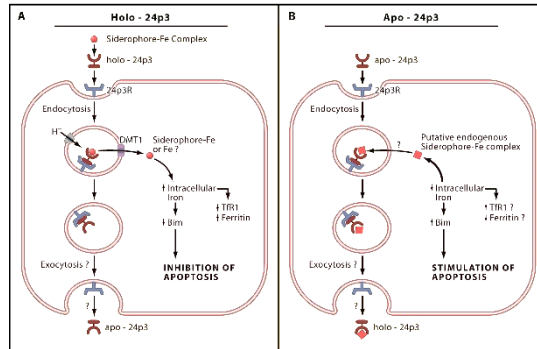 A
Holo - 24p3
Siderophore-Fe Complex
holo - 24p3
24p3R
Endocytosis
H+
DMT1
Siderophore-Fe
or Fe ?
Intracellular
Iron
TfR1
Ferritin
Bim
Exocytosis ?
INHIBITION OF
APOPTOSIS
?
apo - 24p3
B
Apo - 24p3
apo - 24p3
24p3R
Endocytosis
?
Putative endogenous
Siderophore-Fe complex
Intracellular
Iron
TfR1 ?
Ferritin ?
Bim
Exocytosis ?
STIMULATION OF
APOPTOSIS
?
holo - 24p3